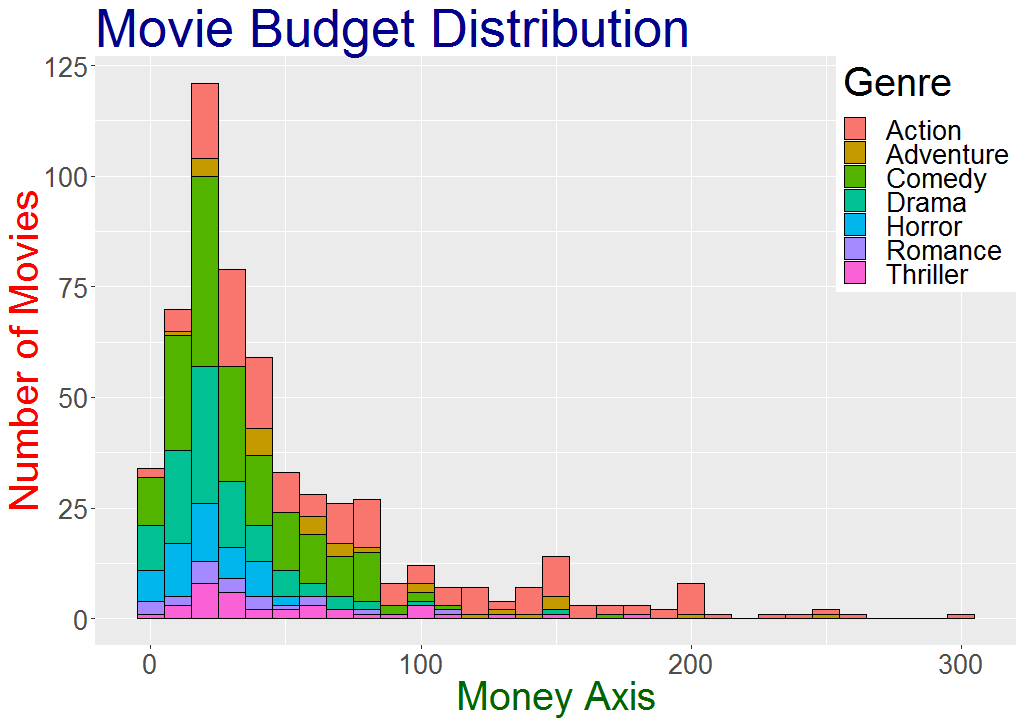 Movie Budget Distribution
Number of Movies
125
100
75
50
25
0
0 100 200 300
Money Axis
Genre
Action
Adventure
Comedy
Drama
Horror
Romance
Thriller